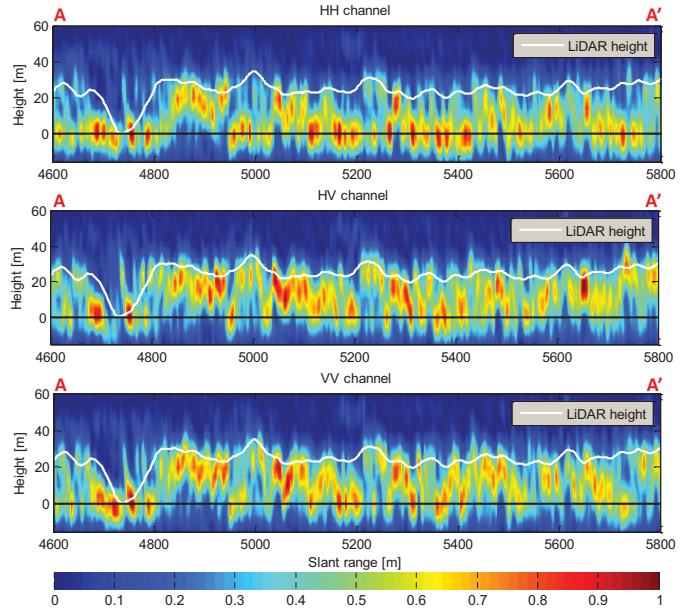 HH channel
A A'
60
40
20
0
Height [m]
LiDAR height
4600 4800 5000 5200 5400 5600 5800
HV channel
A A'
60
40
20
0
Height [m]
LiDAR height
4600 4800 5000 5200 5400 5600 5800
VV channel
A A'
60
40
20
0
Height [m]
LiDAR height
4600 4800 5000 5200 5400 5600 5800
Slant range [m]
0 0.1 0.2 0.3 0.4 0.5 0.6 0.7 0.8 0.9 1